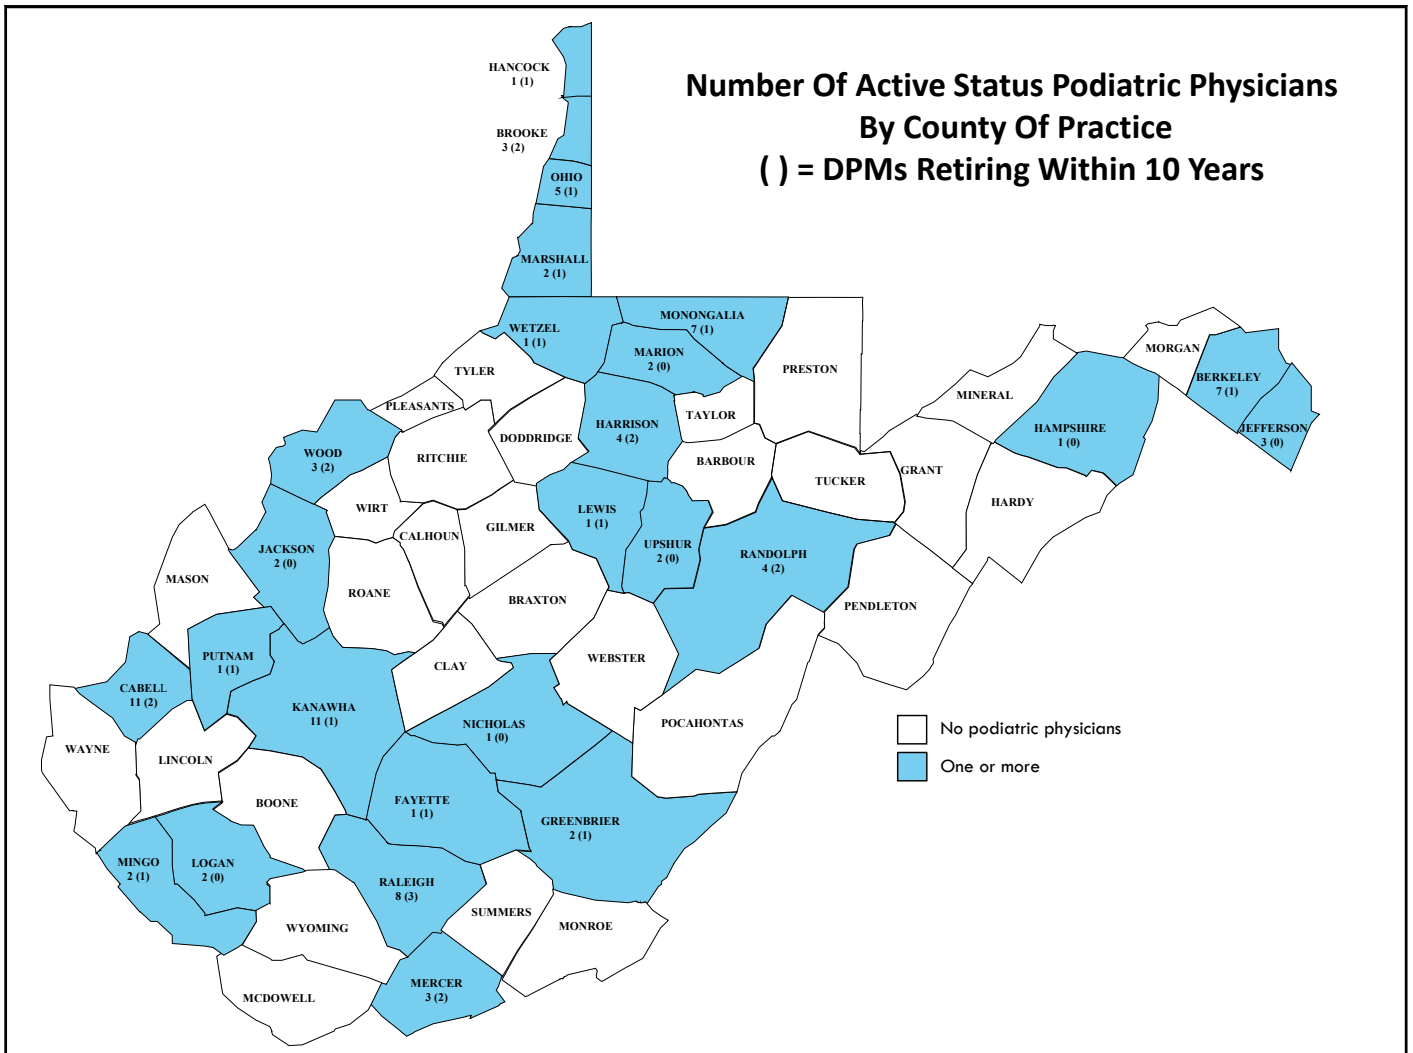 Number Of Active Status Podiatric Physicians
By County Of Practice
( ) = DPMs Retiring Within 10 Years
HANCOCK
1 (1)
BROOKE
3 (2)
OHIO
5 (1)
MARSHALL
2 (1)
WETZEL
1 (1)
MONONGALIA
7 (1)
MARION
2 (0)
PRESTON
TYLER
PLEASANTS
TAYLOR
HARRISON
4 (2)
DODDRIDGE
RITCHIE
WOOD
3 (2)
WIRT
BARBOUR
TUCKER
GRANT
MINERAL
HAMPSHIRE
1 (0)
MORGAN
BERKELEY
7 (1)
JEFFERSON
3 (0)
HARDY
LEWIS
1 (1)
UPSHUR
2 (0)
RANDOLPH
4 (2)
GILMER
CALHOUN
JACKSON
2 (0)
MASON
ROANE
BRAXTON
PENDLETON
WEBSTER
CLAY
PUTNAM
1 (1)
CABELL
11 (2)
KANAWHA
11 (1)
NICHOLAS
1 (0)
POCAHONTAS
No podiatric physicians
One or more
WAYNE
LINCOLN
BOONE
FAYETTE
1 (1)
GREENBRIER
2 (1)
MINGO
2 (1)
LOGAN
2 (0)
RALEIGH
8 (3)
SUMMERS
MONROE
WYOMING
MERCER
3 (2)
MCDOWELL